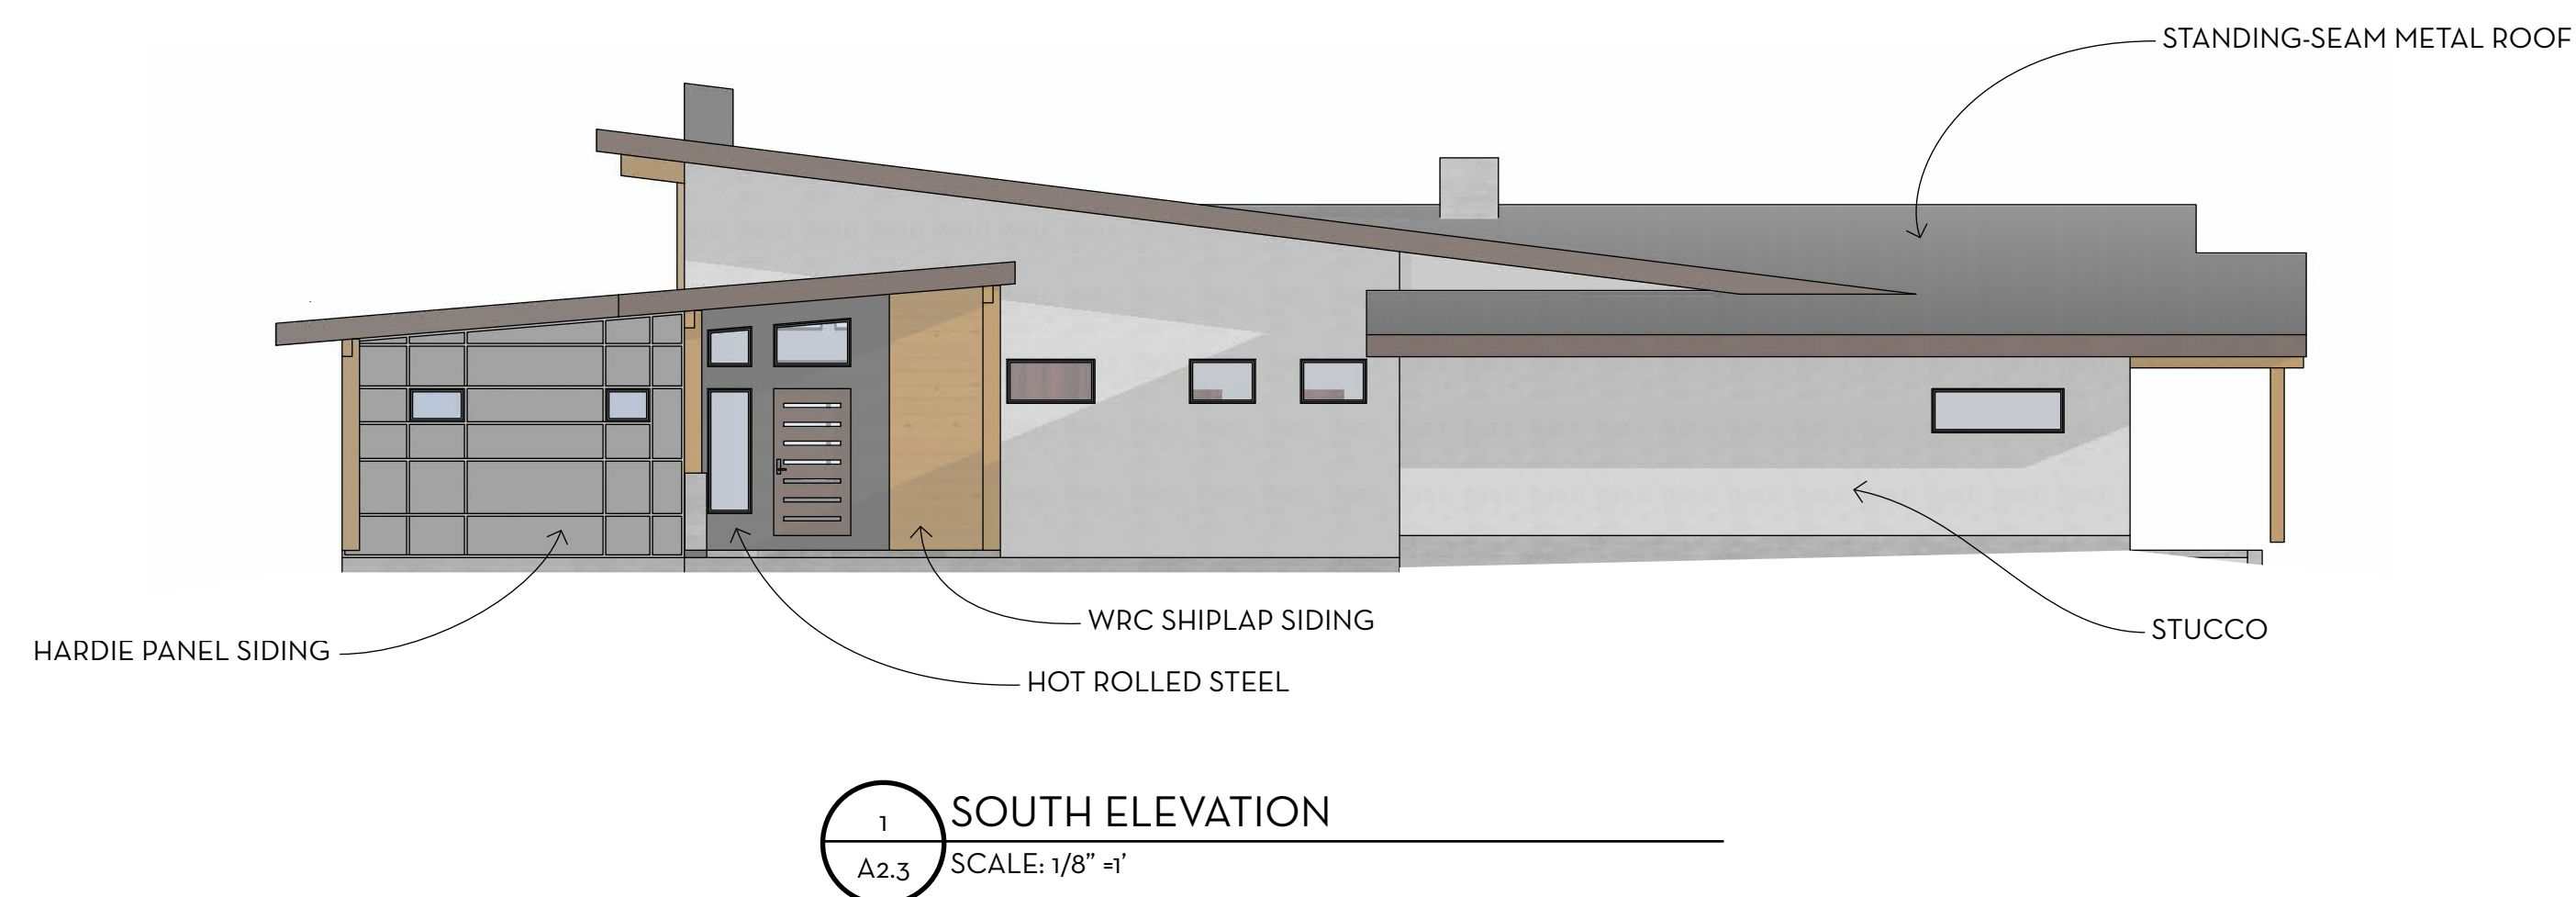 STANDING-SEAM METAL ROOF
WRC SHIPLAP SIDING
STUCCO
HARDIE PANEL SIDING
HOT ROLLED STEEL
1
SOUTH ELEVATION
A2.3
SCALE: 1/8” =1’